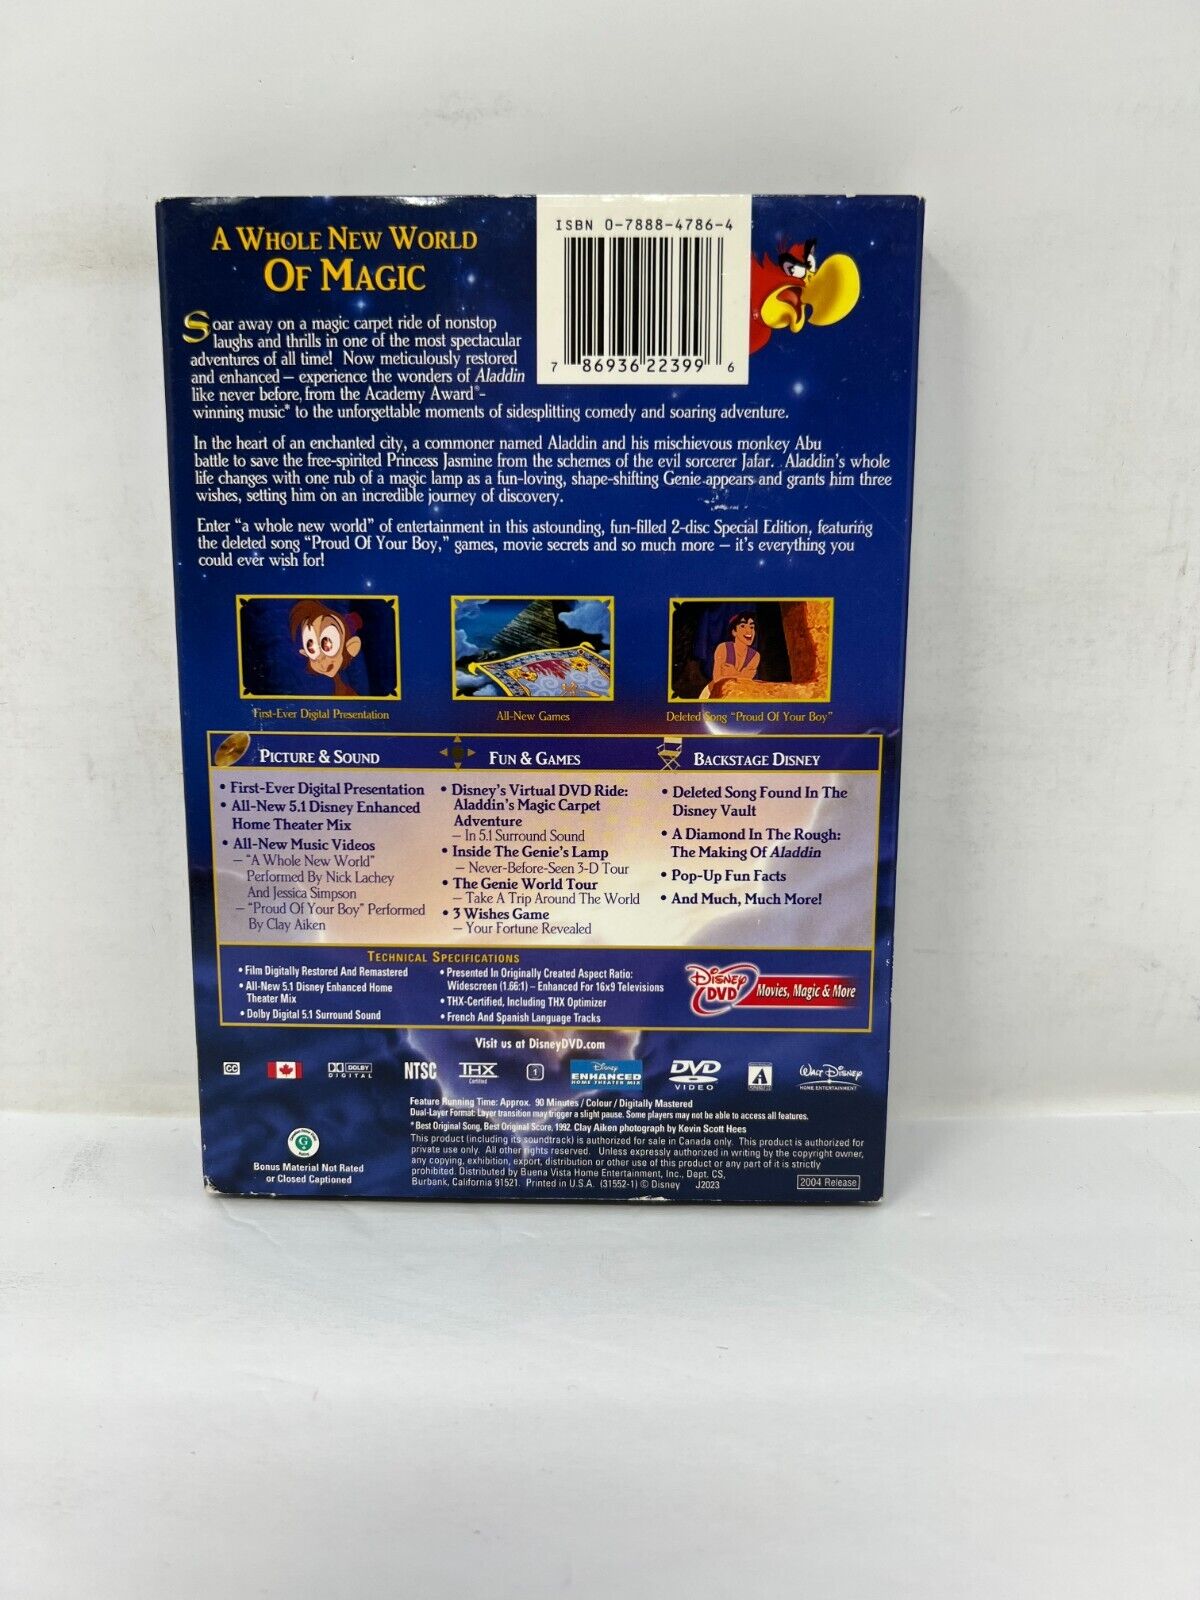 A WHOLE NEW WORLD
OF MAGIC
ISBN 0-7888-4786-4
7 86936 22399 6
Soar away on a magic carpet ride of nonstop
laughs and thrills in one of the most spectacular
adventures of all time! Now meticulously restored
and enhanced – experience the wonders of Aladdin
like never before, from the Academy Award®-
winning music* to the unforgettable moments of sidesplitting comedy and soaring adventure.
In the heart of an enchanted city, a commoner named Aladdin and his mischievous monkey Abu
battle to save the free-spirited Princess Jasmine from the schemes of the evil sorcerer Jafar. Aladdin's whole
life changes with one rub of a magic lamp as a fun-loving, shape-shifting Genie appears and grants him three
wishes, setting him on an incredible journey of discovery.
Enter "a whole new world" of entertainment in this astounding, fun-filled 2-disc Special Edition, featuring
the deleted song "Proud Of Your Boy," games, movie secrets and so much more – it's everything you
could ever wish for!
First-Ever Digital Presentation
All-New Games
Deleted Song "Proud Of Your Boy"
PICTURE & SOUND
• First-Ever Digital Presentation
• All-New 5.1 Disney Enhanced
Home Theater Mix
• All-New Music Videos
– "A Whole New World"
Performed By Nick Lachey
And Jessica Simpson
– "Proud Of Your Boy" Performed
By Clay Aiken
FUN & GAMES
• Disney's Virtual DVD Ride:
Aladdin's Magic Carpet
Adventure
– In 5.1 Surround Sound
• Inside The Genie's Lamp
– Never-Before-Seen 3-D Tour
• The Genie World Tour
– Take A Trip Around The World
• 3 Wishes Game
– Your Fortune Revealed
BACKSTAGE DISNEY
• Deleted Song Found In The
Disney Vault
• A Diamond In The Rough:
The Making Of Aladdin
• Pop-Up Fun Facts
• And Much, Much More!
TECHNICAL SPECIFICATIONS
• Film Digitally Restored And Remastered
• All-New 5.1 Disney Enhanced Home
Theater Mix
• Dolby Digital 5.1 Surround Sound
• Presented In Originally Created Aspect Ratio:
Widescreen (1.66:1) – Enhanced For 16x9 Televisions
• THX-Certified, Including THX Optimizer
• French And Spanish Language Tracks
Disney
DVD
Movies, Magic & More
Visit us at DisneyDVD.com
CC
DOLBY
DIGITAL
NTSC
THX
Certified
1
Disney
ENHANCED
HOME THEATER MIX
DVD
VIDEO
WALT DISNEY
HOME ENTERTAINMENT
G
Bonus Material Not Rated
or Closed Captioned
Feature Running Time: Approx. 90 Minutes / Colour / Digitally Mastered
Dual-Layer Format: Layer transition may trigger a slight pause. Some players may not be able to access all features.
*Best Original Song, Best Original Score, 1992. Clay Aiken photograph by Kevin Scott Hees
This product (including its soundtrack) is authorized for sale in Canada only. This product is authorized for
private use only. All other rights reserved. Unless expressly authorized in writing by the copyright owner,
any copying, exhibition, export, distribution or other use of this product or any part of it is strictly
prohibited. Distributed by Buena Vista Home Entertainment, Inc., Dept. CS,
Burbank, California 91521. Printed in U.S.A. (31552-1) © Disney J2023
2004 Release